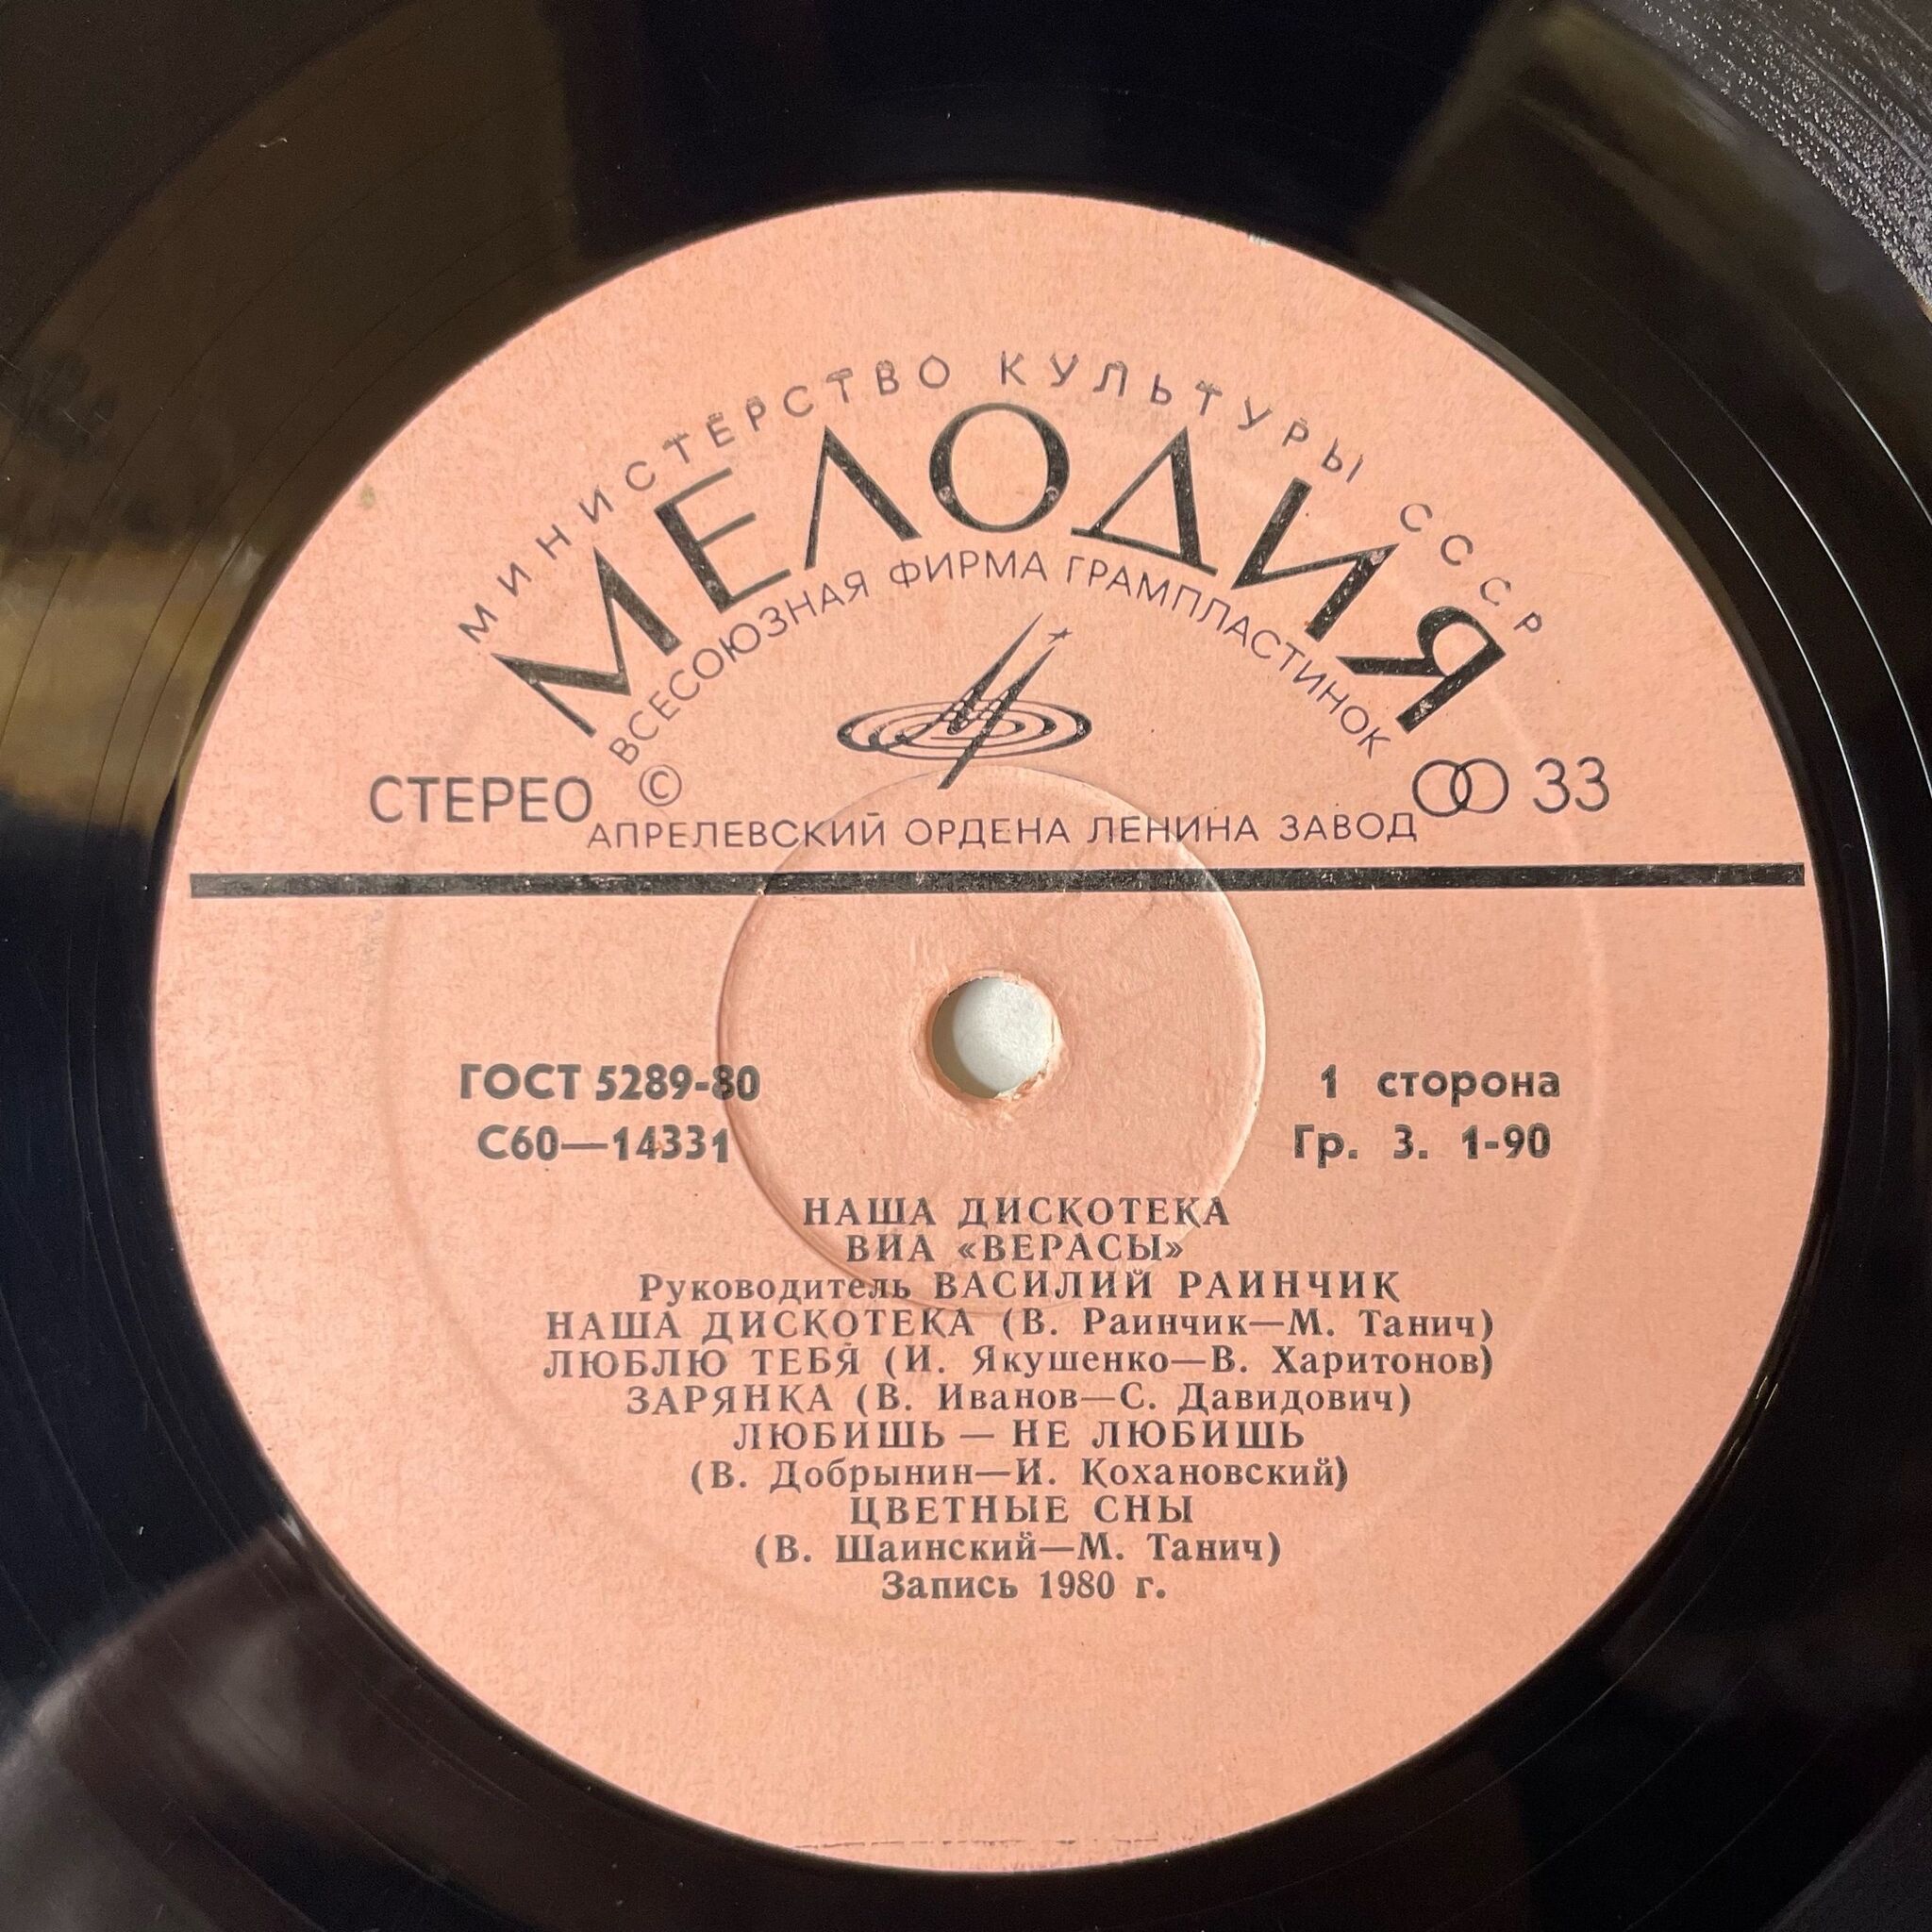 МИНИСТЕРСТВО КУЛЬТУРЫ СССР
МЕЛОДИЯ
ВСЕСОЮЗНАЯ ФИРМА ГРАМПЛАСТИНОК
СТЕРЕО © 33
АПРЕЛЕВСКИЙ ОРДЕНА ЛЕНИНА ЗАВОД
ГОСТ 5289-80 1 сторона
С60—14331 Гр. 3. 1-90
НАША ДИСКОТЕКА
ВИА «ВЕРАСЫ»
Руководитель ВАСИЛИЙ РАИНЧИК
НАША ДИСКОТЕКА (В. Раинчик—М. Танич)
ЛЮБЛЮ ТЕБЯ (И. Якушенко—В. Харитонов)
ЗАРЯНКА (В. Иванов—С. Давидович)
ЛЮБИШЬ — НЕ ЛЮБИШЬ
(В. Добрынин—И. Кохановский)
ЦВЕТНЫЕ СНЫ
(В. Шаинский—М. Танич)
Запись 1980 г.